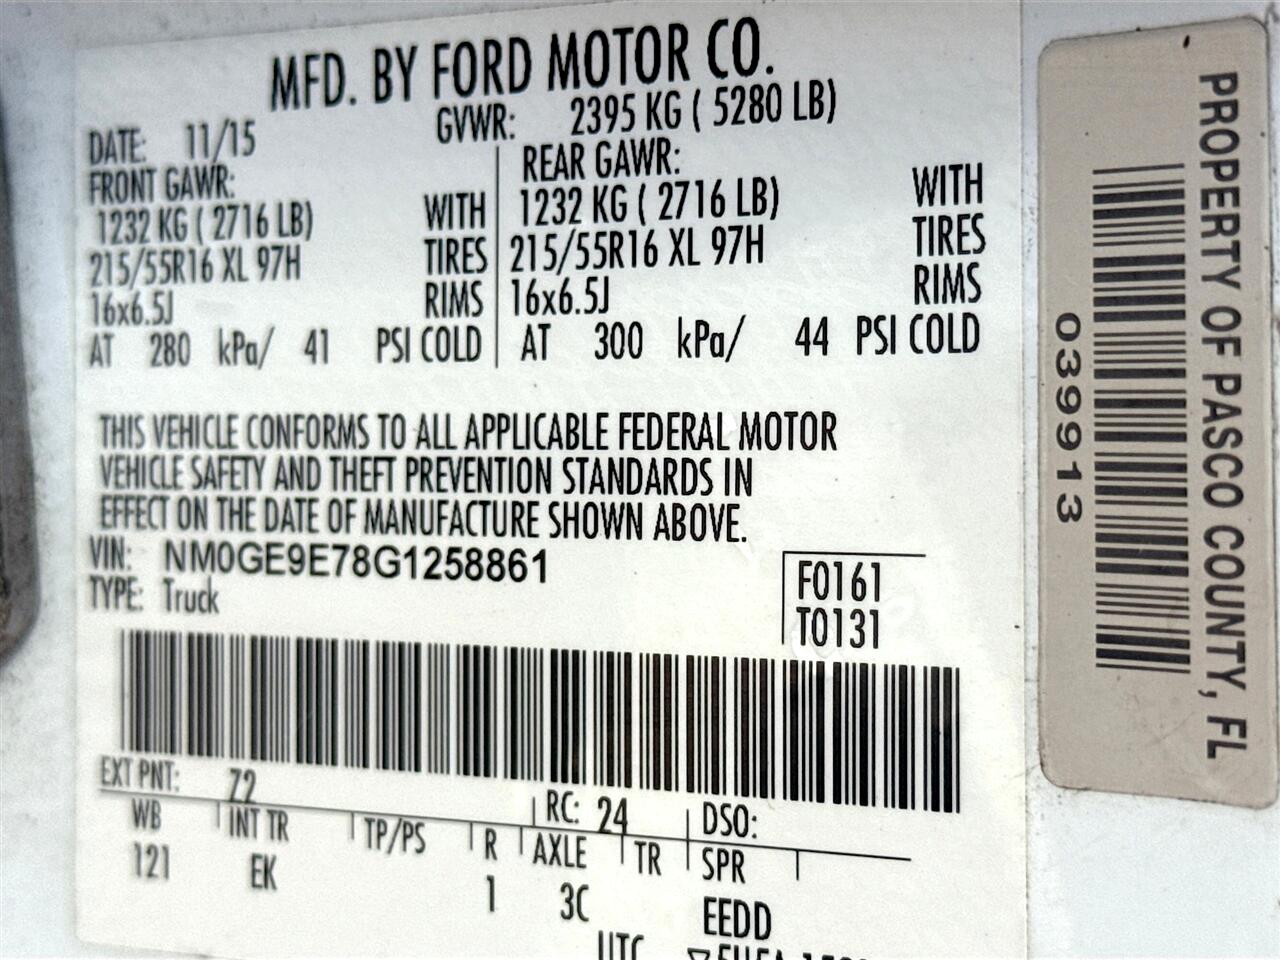 MFD. BY FORD MOTOR CO.
DATE: 11/15
GVWR: 2395 KG ( 5280 LB)
FRONT GAWR:
1232 KG ( 2716 LB) WITH
215/55R16 XL 97H TIRES
16x6.5J RIMS
AT 280 kPa/ 41 PSI COLD
REAR GAWR:
1232 KG ( 2716 LB) WITH
215/55R16 XL 97H TIRES
16x6.5J RIMS
AT 300 kPa/ 44 PSI COLD
THIS VEHICLE CONFORMS TO ALL APPLICABLE FEDERAL MOTOR
VEHICLE SAFETY AND THEFT PREVENTION STANDARDS IN
EFFECT ON THE DATE OF MANUFACTURE SHOWN ABOVE.
VIN: NM0GE9E78G1258861
TYPE: Truck
F0161
T0131
EXT PNT: Z2 RC: 24 DSO:
WB INT TR TP/PS R AXLE TR SPR
121 EK 1 3C EEDD
UTC
PROPERTY OF PASCO COUNTY, FL
039913